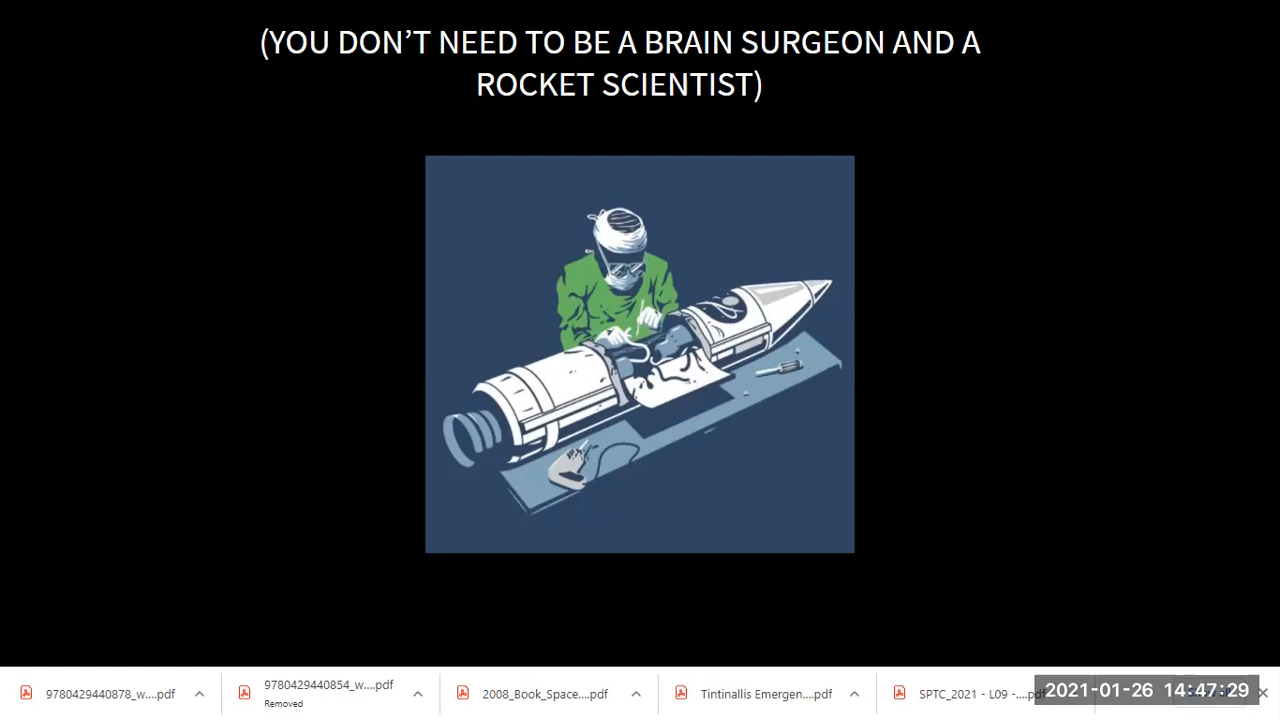 (YOU DON’T NEED TO BE A BRAIN SURGEON AND A
ROCKET SCIENTIST)
9780429440878_w....pdf
9780429440854_w....pdf
Removed
2008_Book_Space....pdf
Tintinallis Emergen....pdf
SPTC_2021 - L09 -....pdf
2021-01-26 14:47:29